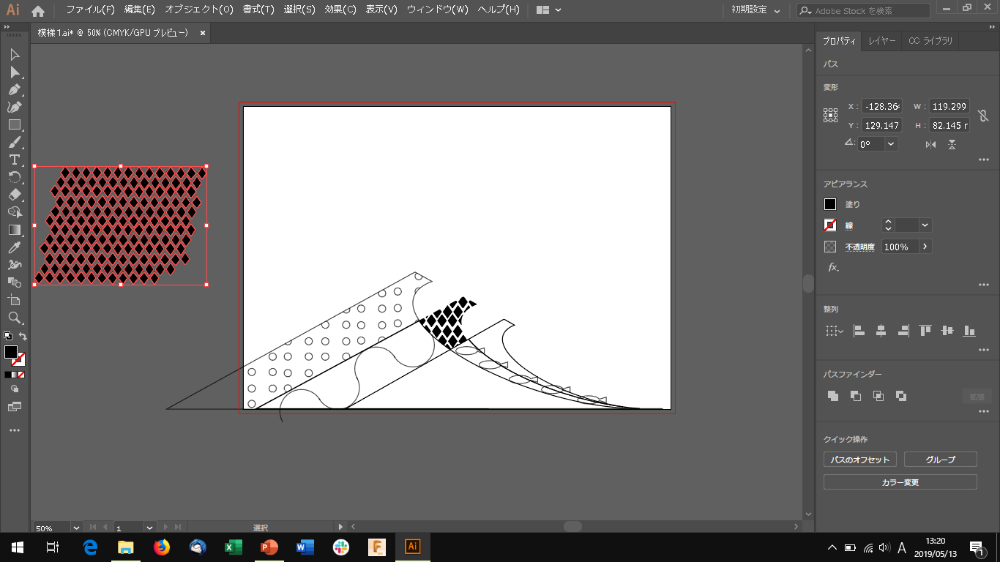 Ai ファイル(F) 編集(E) オブジェクト(O) 書式(T) 選択(S) 効果(C) 表示(V) ウィンドウ(W) ヘルプ(H) 初期設定 Adobe Stock を検索
模様1.ai* @ 50% (CMYK/GPU プレビュー) ×
プロパティ レイヤー CC ライブラリ
パス
変形
X : -128.36 W : 119.299
Y : 129.147 H : 82.145 r
0°
アピアランス
塗り
線
不透明度 100%
fx.
整列
パスファインダー
拡張
クイック操作
パスのオフセット グループ
カラー変更
50% 1 選択
13:20
2019/05/13
A
1